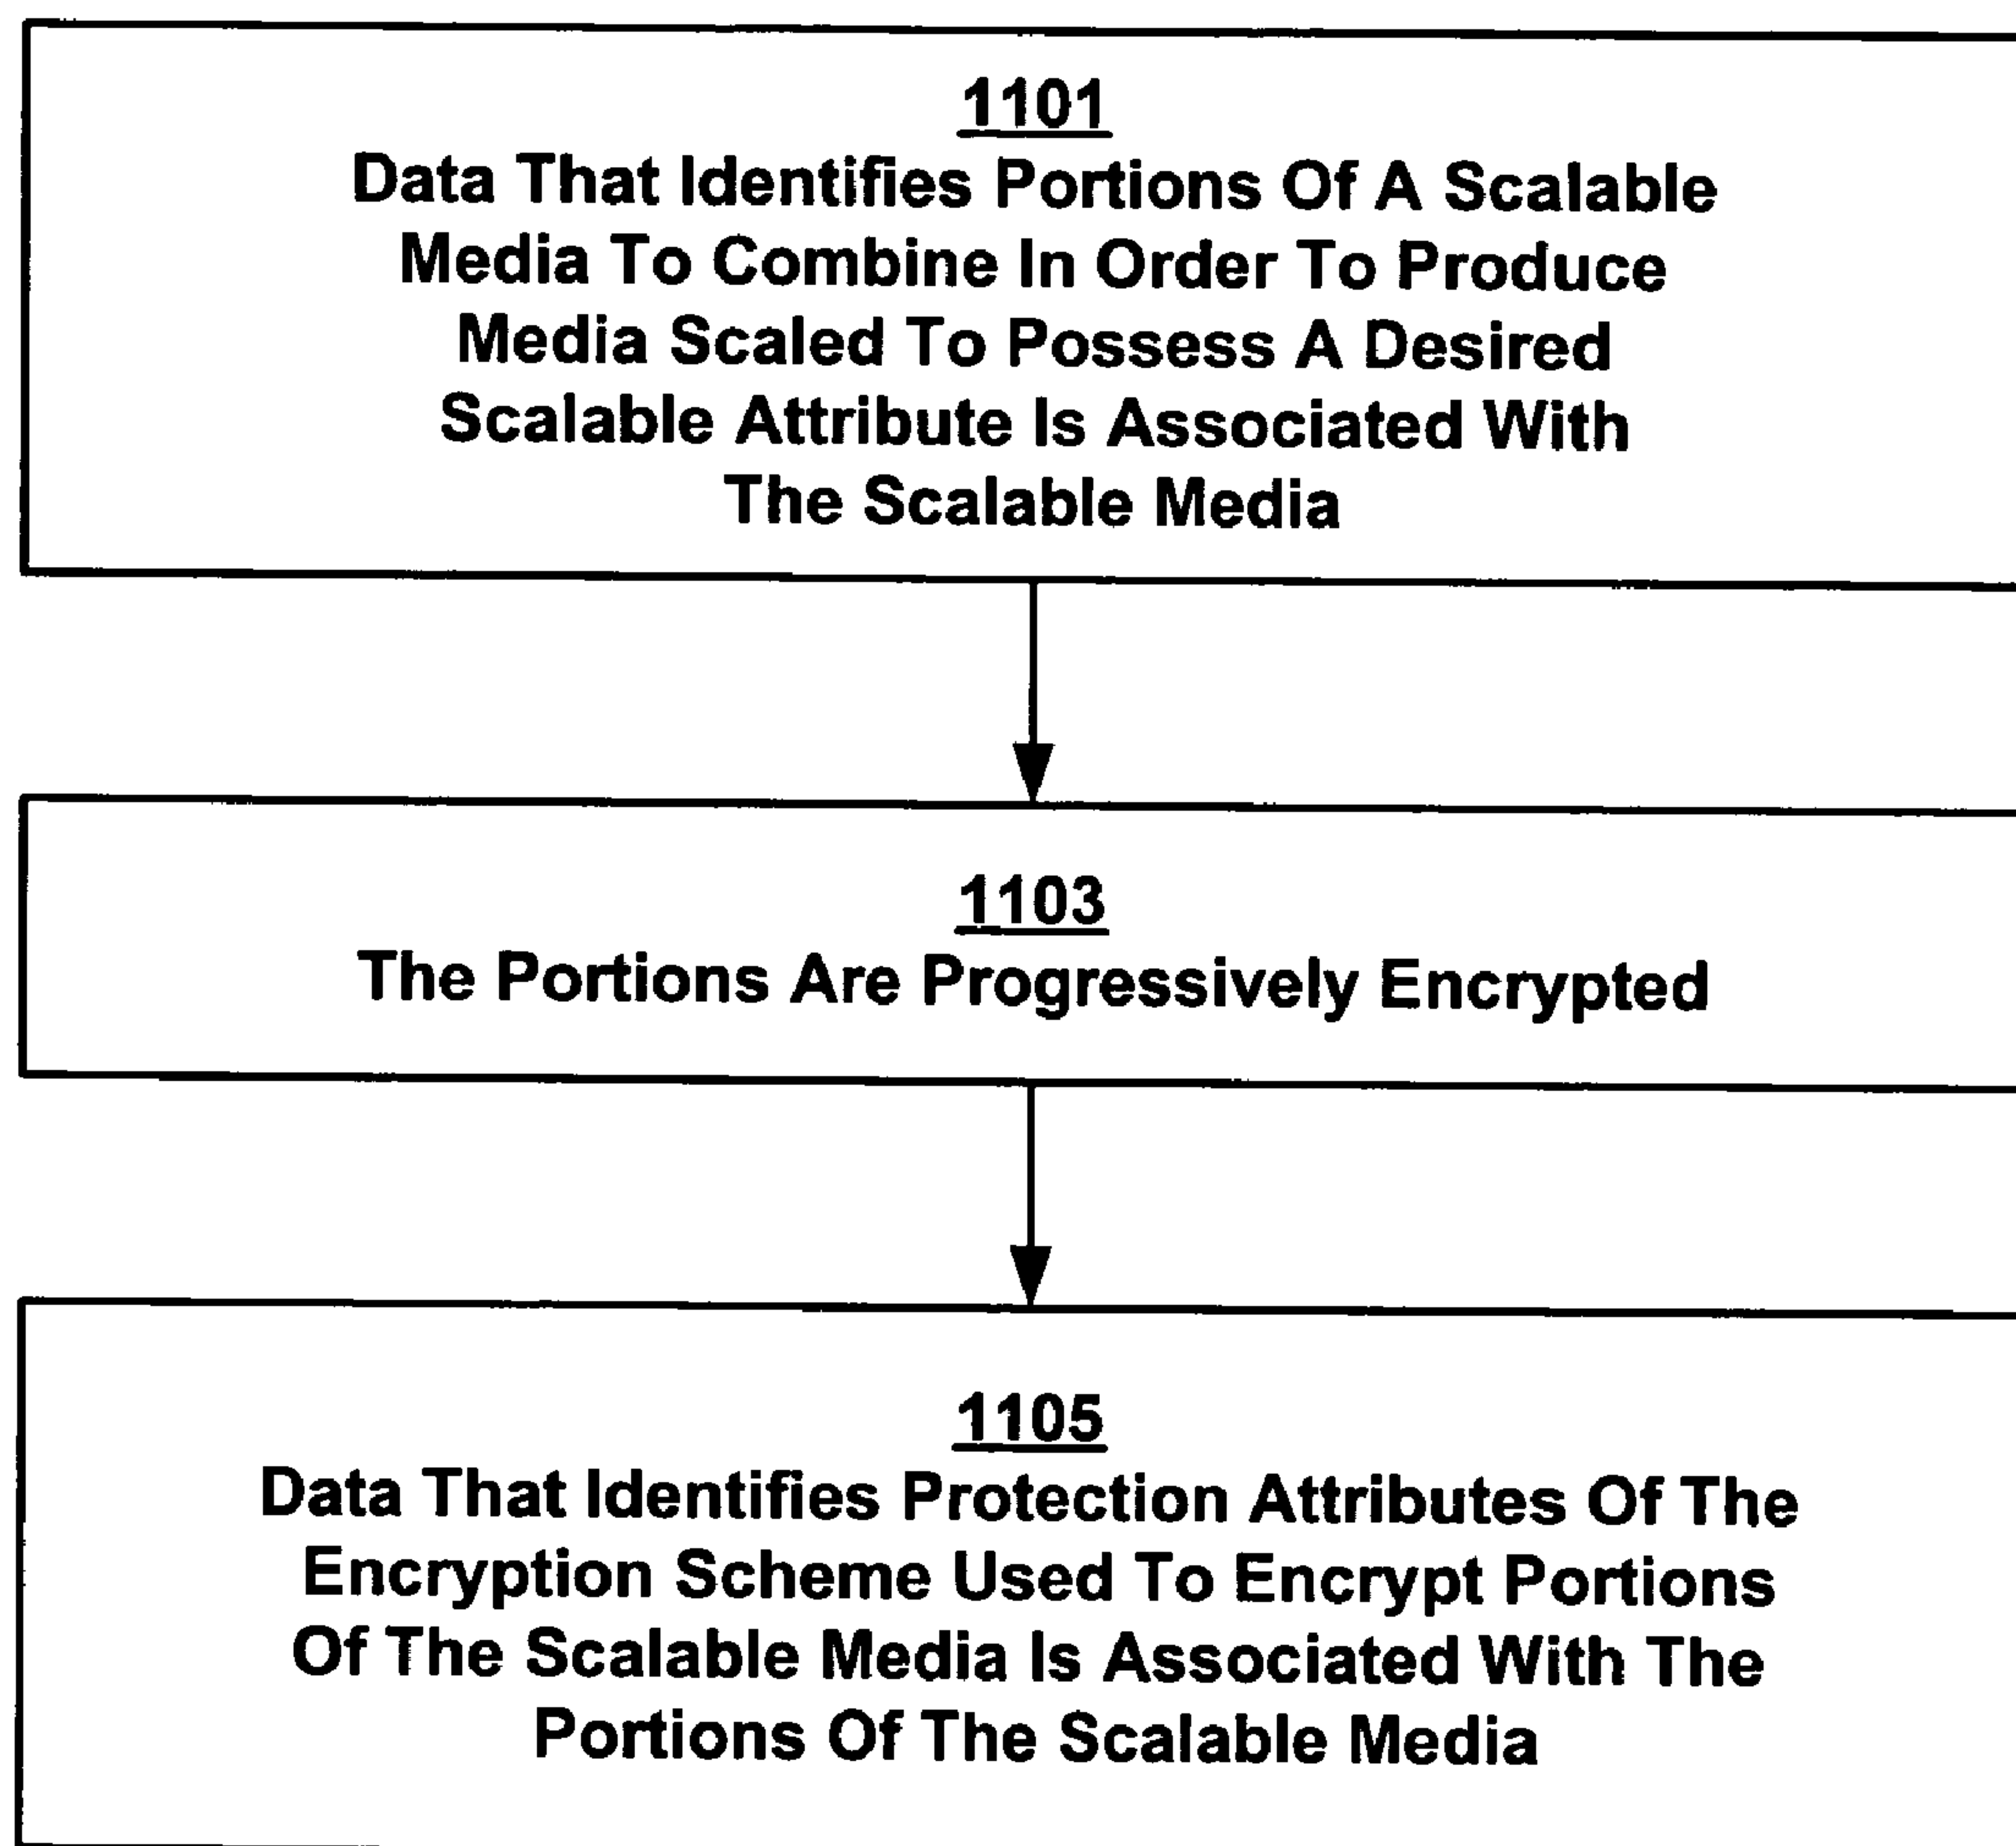 1101
Data That Identifies Portions Of A Scalable
Media To Combine In Order To Produce
Media Scaled To Possess A Desired
Scalable Attribute Is Associated With
The Scalable Media
1103
The Portions Are Progressively Encrypted
1105
Data That Identifies Protection Attributes Of The
Encryption Scheme Used To Encrypt Portions
Of The Scalable Media Is Associated With The
Portions Of The Scalable Media